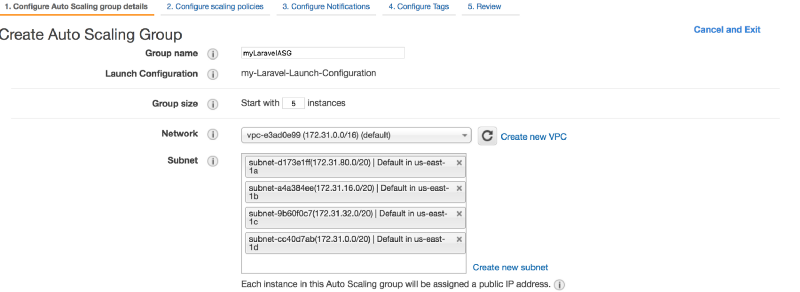 1. Configure Auto Scaling group details 2. Configure scaling policies 3. Configure Notifications 4. Configure Tags 5. Review
Create Auto Scaling Group
Cancel and Exit
Group name i myLaravelASG
Launch Configuration i my-Laravel-Launch-Configuration
Group size i Start with 5 instances
Network i vpc-e3ad0e99 (172.31.0.0/16) (default) Create new VPC
Subnet i subnet-d173e1ff(172.31.80.0/20) | Default in us-east- ×
1a
subnet-a4a384ee(172.31.16.0/20) | Default in us-east- ×
1b
subnet-9b60f0c7(172.31.32.0/20) | Default in us-east- ×
1c
subnet-cc40d7ab(172.31.0.0/20) | Default in us-east- ×
1d
Create new subnet
Each instance in this Auto Scaling group will be assigned a public IP address. i